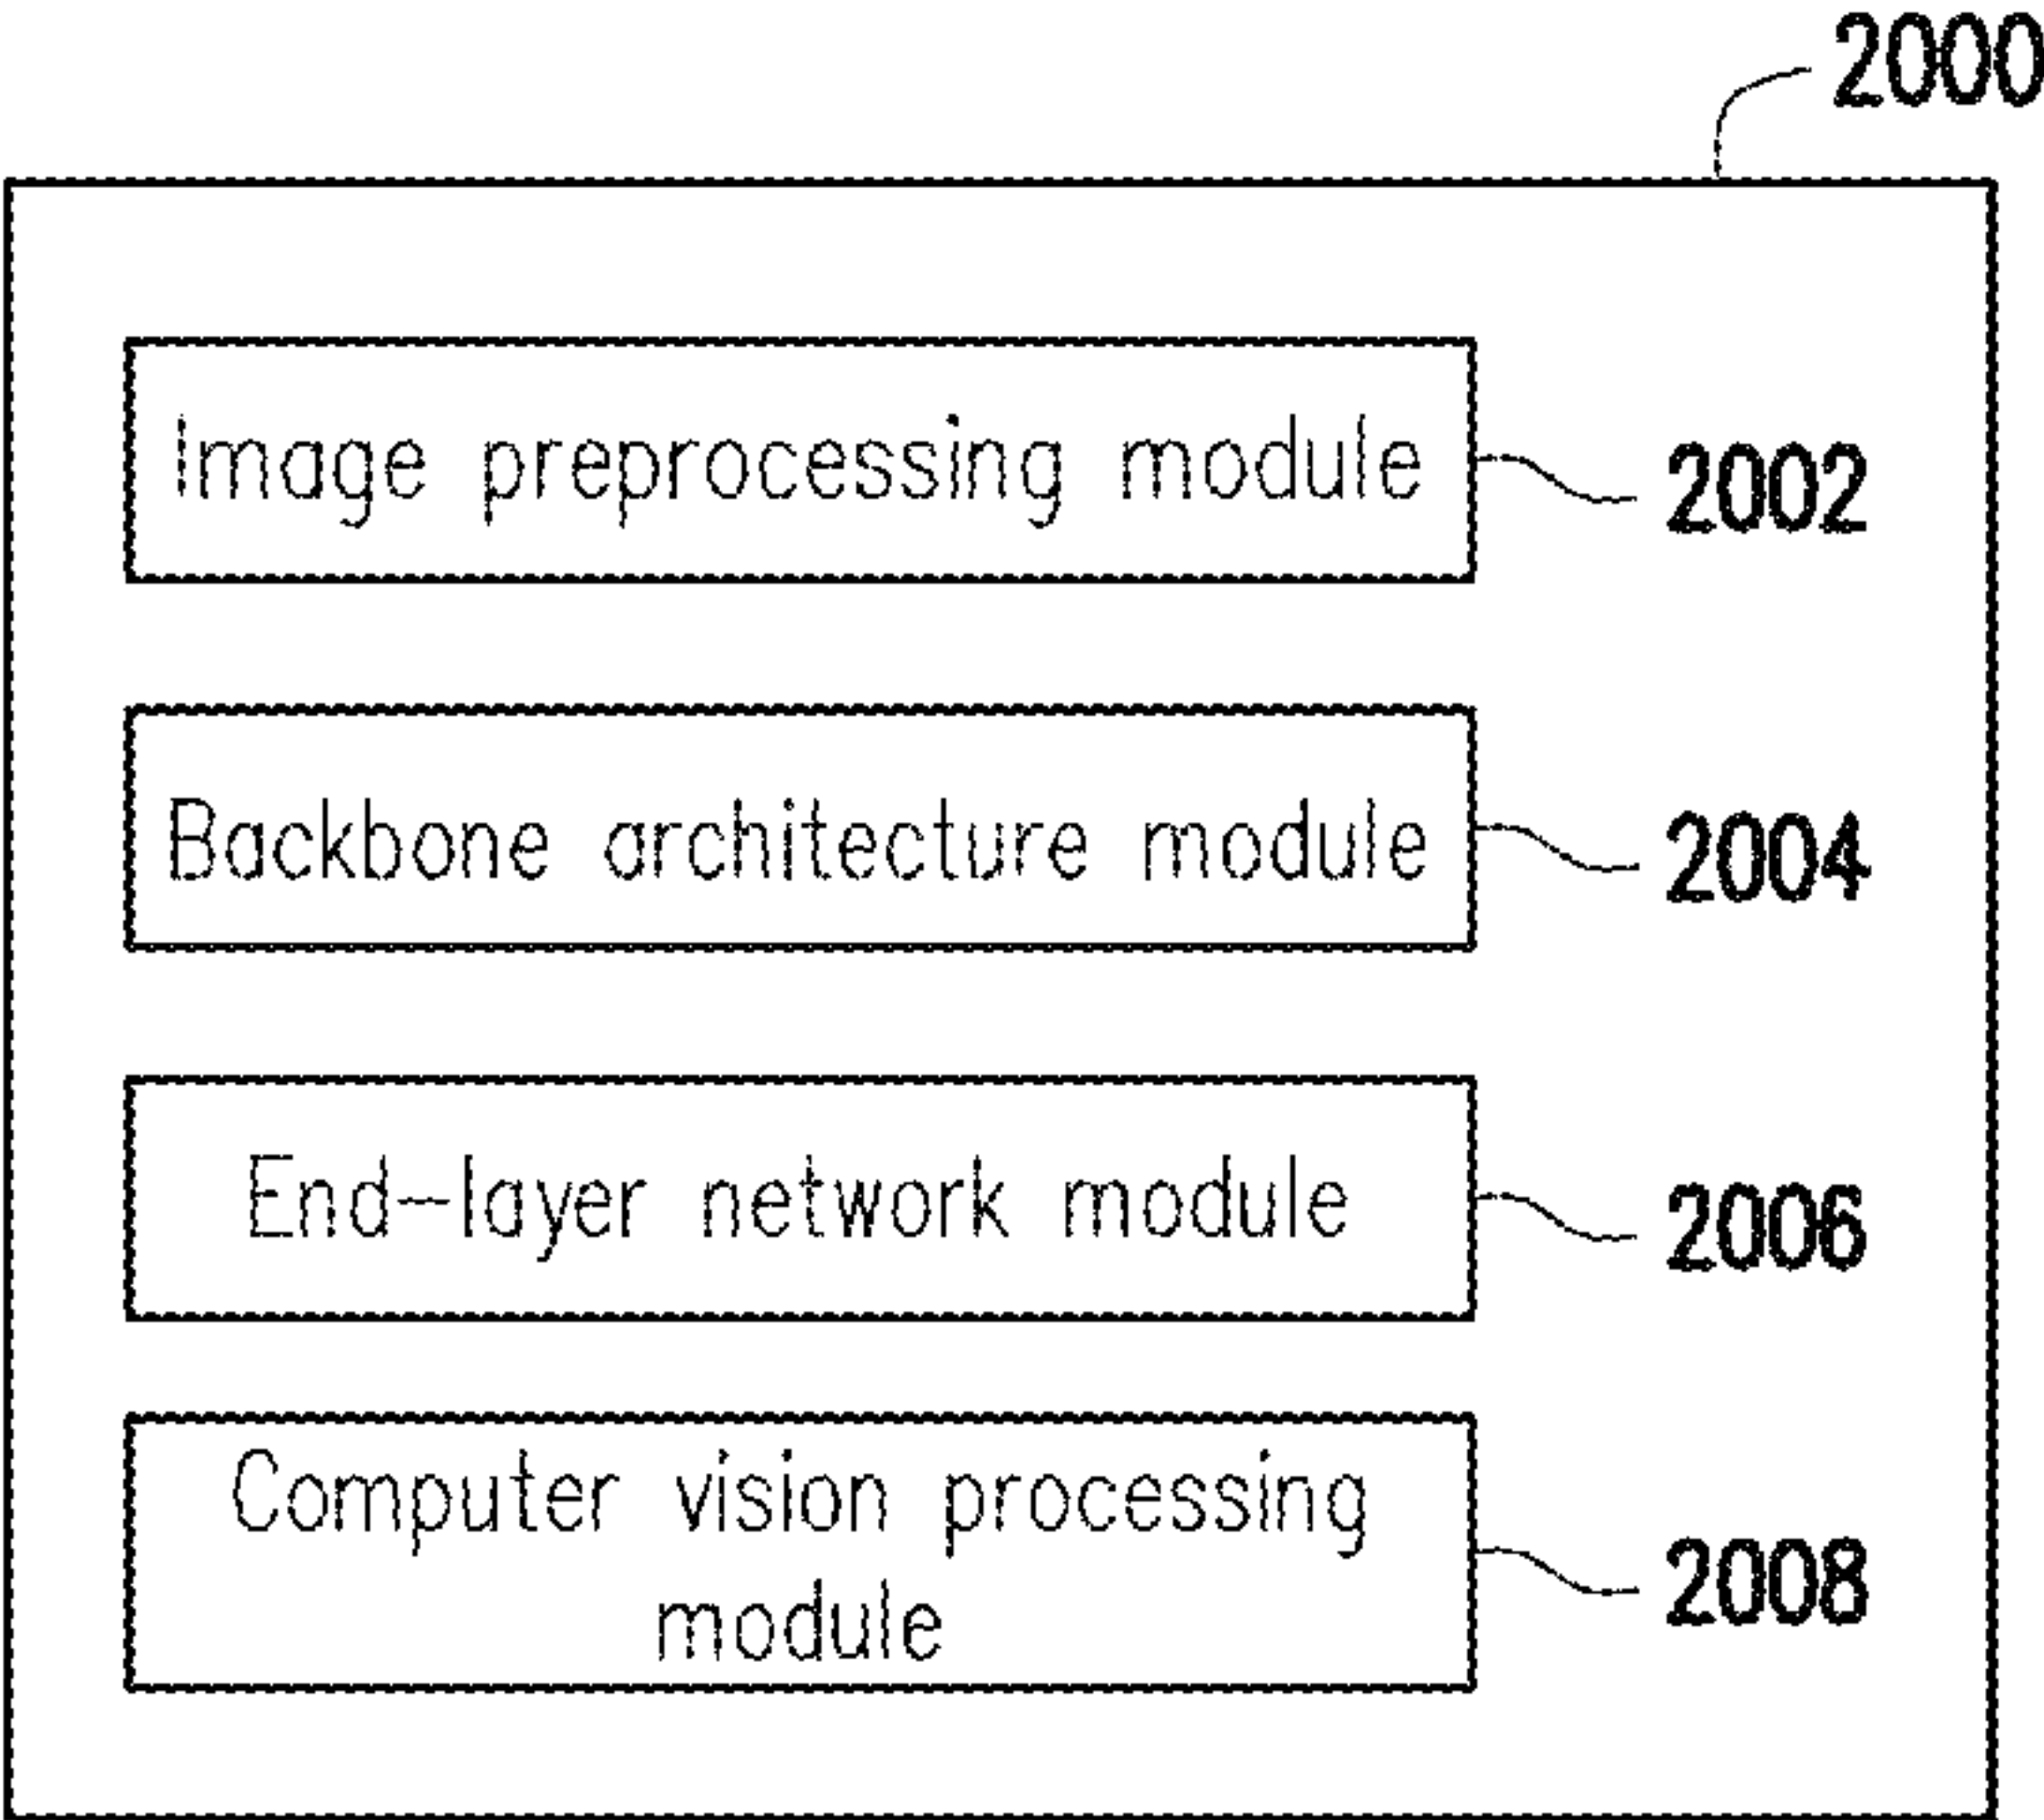 2000
Image preprocessing module
2002
Backbone architecture module
2004
End-layer network module
2006
Computer vision processing
module
2008